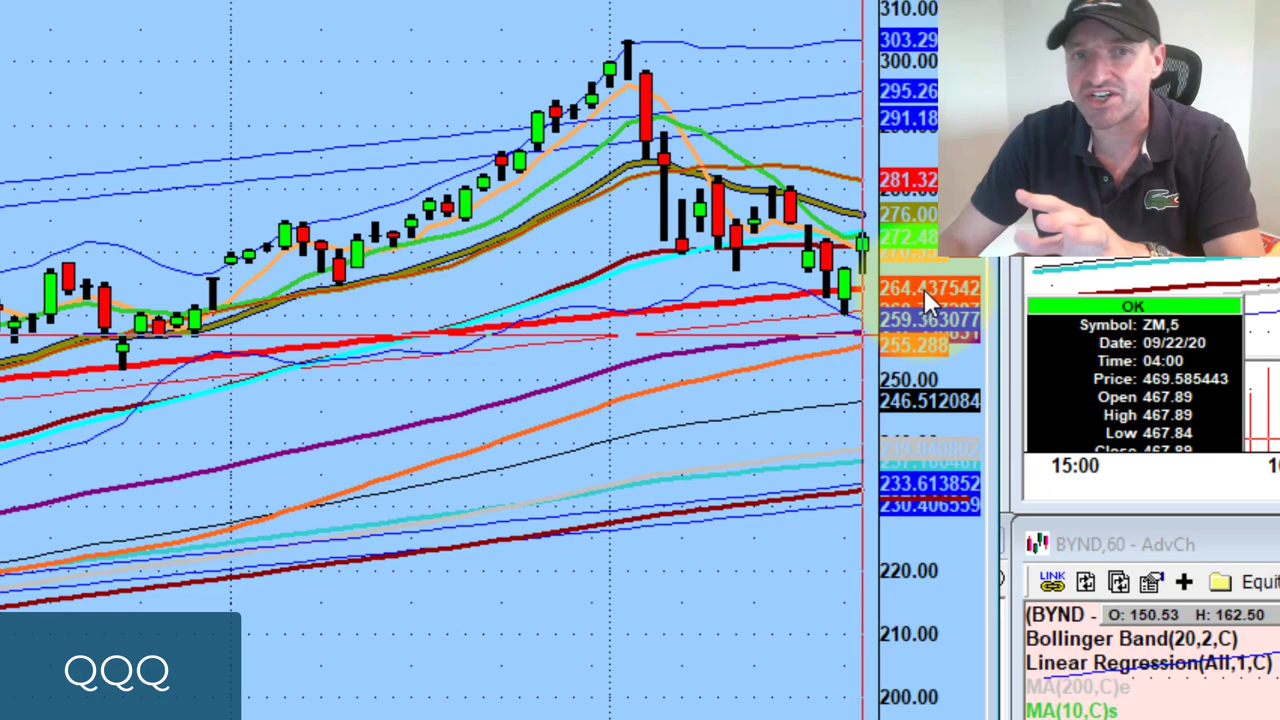 310.00
303.29
300.00
295.26
291.18
281.32
276.00
272.48
264.437542
259.363077
255.288
250.00
246.512084
233.613852
230.406559
220.00
210.00
200.00
OK
Symbol: ZM,5
Date: 09/22/20
Time: 04:00
Price: 469.585443
Open 467.89
High 467.89
Low 467.84
Close 467.89
15:00
BYND,60 - AdvCh
LINK
Equit
(BYND - O: 150.53 H: 162.50
Bollinger Band(20,2,C)
Linear Regression(All,1,C)
MA(200,C)e
MA(10,C)s
QQQ